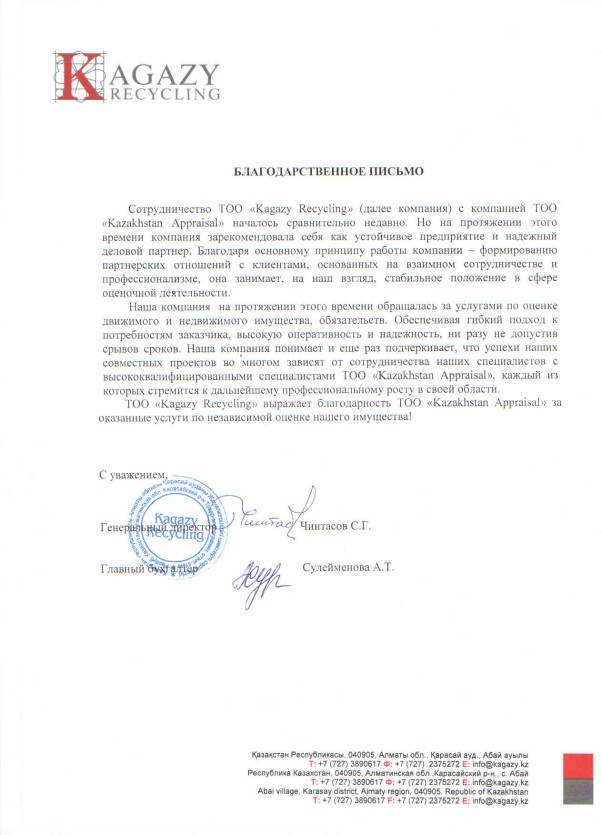 KAGAZY
RECYCLING
БЛАГОДАРСТВЕННОЕ ПИСЬМО
Сотрудничество ТОО «Kagazy Recycling» (далее компания) с компанией ТОО
«Kazakhstan Appraisal» началось сравнительно недавно. Но на протяжении этого
времени компания зарекомендовала себя как устойчивое предприятие и надежный
деловой партнер. Благодаря основному принципу работы компании – формированию
партнерских отношений с клиентами, основанных на взаимном сотрудничестве и
профессионализме, она занимает, на наш взгляд, стабильное положение в сфере
оценочной деятельности.
Наша компания на протяжении этого времени обращалась за услугами по оценке
движимого и недвижимого имущества, обязательств. Обеспечивая гибкий подход к
потребностям заказчика, высокую оперативность и надежность, ни разу не допустив
срывов сроков. Наша компания понимает и еще раз подчеркивает, что успехи наших
совместных проектов во многом зависят от сотрудничества наших специалистов с
высококвалифицированными специалистами ТОО «Kazakhstan Appraisal», каждый из
которых стремится к дальнейшему профессиональному росту в своей области.
ТОО «Kagazy Recycling» выражает благодарность ТОО «Kazakhstan Appraisal» за
оказанные услуги по независимой оценке нашего имущества!
С уважением,
Kagazy
Recycling
Генеральный директор Чинтасов С.Г.
Главный бухгалтер Сулейменова А.Т.
Қазақстан Республикасы, 040905, Алматы обл., Қарасай ауд., Абай ауылы
T: +7 (727) 3890617 Ф: +7 (727) 2375272 E: info@kagazy.kz
Республика Казахстан, 040905, Алматинская обл.,Карасайский р-н., с. Абай
T: +7 (727) 3890617 Ф: +7 (727) 2375272 E: info@kagazy.kz
Abai village, Karasay district, Almaty region, 040905, Republic of Kazakhstan
T: +7 (727) 3890617 F: +7 (727) 2375272 E: info@kagazy.kz